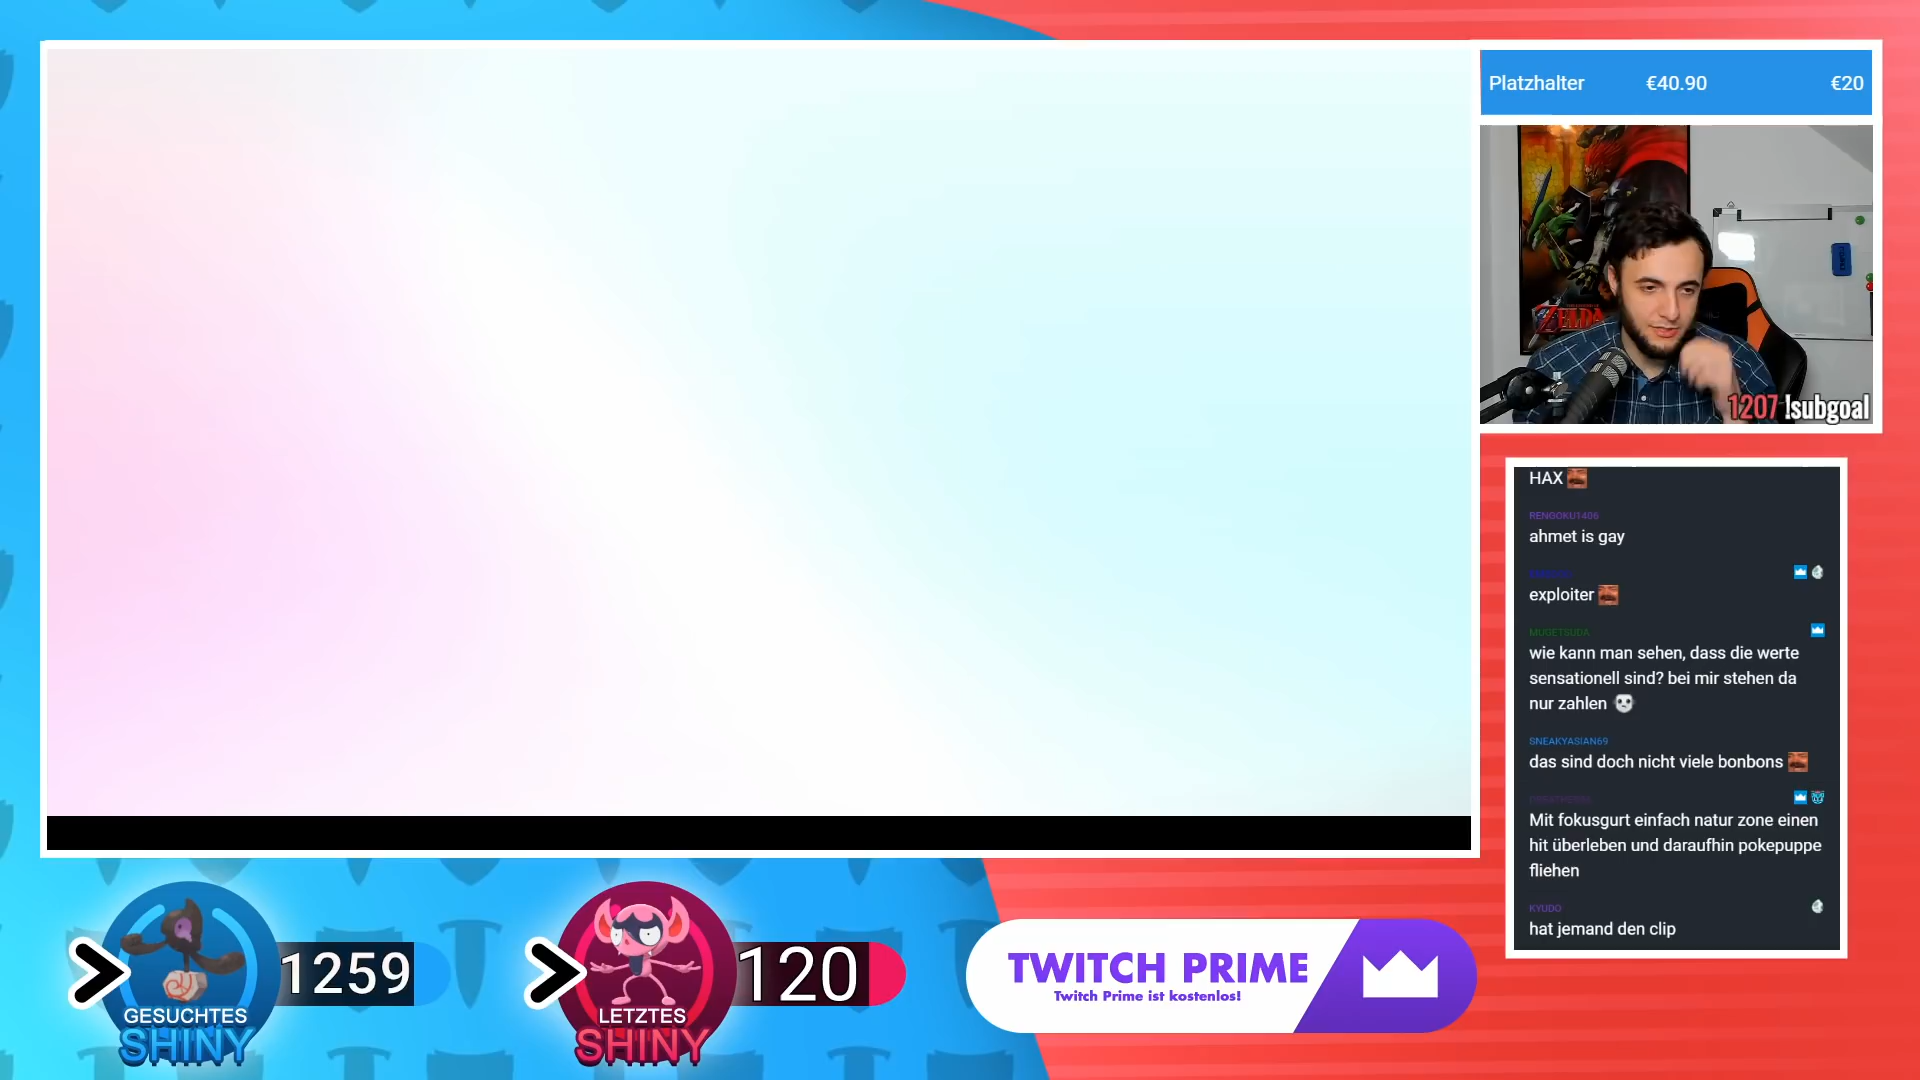 Platzhalter €40.90 €20
ZELDA
1207 !subgoal
HAX
RENGOKU1406
ahmet is gay
exploiter
MUGETSUDA
wie kann man sehen, dass die werte
sensationell sind? bei mir stehen da
nur zahlen
SNEAKYASIAN69
das sind doch nicht viele bonbons
Mit fokusgurt einfach natur zone einen
hit überleben und daraufhin pokepuppe
fliehen
KYUDO
hat jemand den clip
1259
GESUCHTES
SHINY
120
LETZTES
SHINY
TWITCH PRIME
Twitch Prime ist kostenlos!